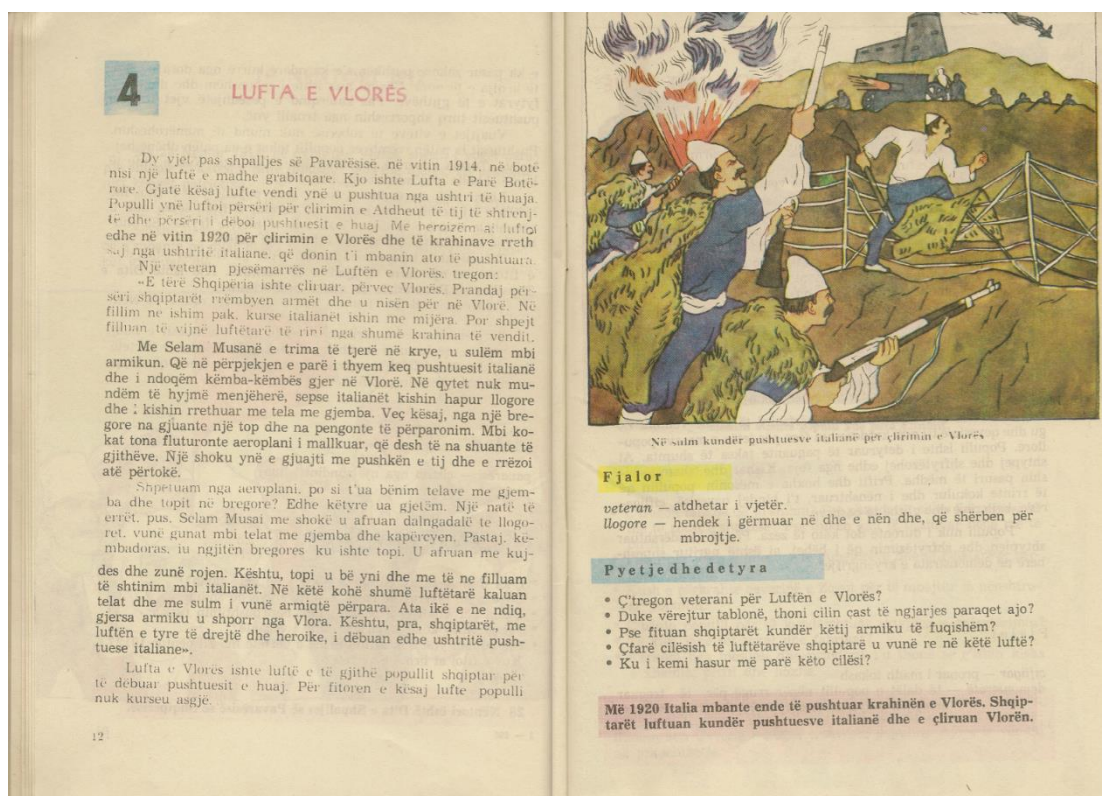 4
LUFTA E VLORËS
Dy vjet pas shpalljes së Pavarësisë, në vitin 1914, në botë
nisi një luftë e madhe grabitqare. Kjo ishte Lufta e Parë Botë-
rore. Gjatë kësaj lufte vendi ynë u pushtua nga ushtri të huaja.
Populli ynë luftoi përsëri për çlirimin e Atdheut të tij të shtrenj-
të dhe përsëri i dëboi pushtuesit e huaj. Me heroizëm ai luftoi
edhe në vitin 1920 për çlirimin e Vlorës dhe të krahinave rreth
saj nga ushtritë italiane, që donin t'i mbanin ato të pushtuara.
Një veteran pjesëmarrës në Luftën e Vlorës, tregon:
«E tërë Shqipëria ishte çliruar, përveç Vlorës. Prandaj për-
sëri shqiptarët rrëmbyen armët dhe u nisën për në Vlorë. Në
fillim ne ishim pak, kurse italianët ishin me mijëra. Por shpejt
filluan të vijnë luftëtarë të rinj nga shumë krahina të vendit.
Me Selam Musanë e trima të tjerë në krye, u sulëm mbi
armikun. Që në përpjekjen e parë i thyem keq pushtuesit italianë
dhe i ndoqëm këmba-këmbës gjer në Vlorë. Në qytet nuk mu-
ndëm të hyjmë menjëherë, sepse italianët kishin hapur llogore
dhe i kishin rrethuar me tela me gjemba. Veç kësaj, nga një bre-
gore na gjuante një top dhe na pengonte të përparonim. Mbi ko-
kat tona fluturonte aeroplani i mallkuar, që desh të na shuante të
gjithëve. Një shoku ynë e gjuajti me pushkën e tij dhe e rrëzoi
atë përtokë.
Shpëtuam nga aeroplani, po si t'ua bënim telave me gjem-
ba dhe topit në bregore? Edhe këtyre ua gjetëm. Një natë të
errët, pus, Selam Musai me shokë u afruan dalngadalë te llogo-
ret, vunë gunat mbi telat me gjemba dhe kapërcyen. Pastaj, kë-
mbadoras, iu ngjitën bregores ku ishte topi. U afruan me kuj-
des dhe zunë rojen. Kështu, topi u bë yni dhe me të ne filluam
të shtinim mbi italianët. Në këtë kohë shumë luftëtarë kaluan
telat dhe me sulm i vunë armiqtë përpara. Ata ikë e ne ndiq,
gjersa armiku u shporr nga Vlora. Kështu, pra, shqiptarët, me
luftën e tyre të drejtë dhe heroike, i dëbuan edhe ushtritë push-
tuese italiane».
Lufta e Vlorës ishte luftë e të gjithë popullit shqiptar për
të dëbuar pushtuesit e huaj. Për fitoren e kësaj lufte populli
nuk kurseu asgjë.
12
Në sulm kundër pushtuesve italianë për çlirimin e Vlorës
Fjalor
veteran — atdhetar i vjetër.
llogore — hendek i gërmuar në dhe e nën dhe, që shërben për
mbrojtje.
Pyetje dhe detyra
• Ç'tregon veterani për Luftën e Vlorës?
• Duke vërejtur tablonë, thoni cilin cast të ngjarjes paraqet ajo?
• Pse fituan shqiptarët kundër këtij armiku të fuqishëm?
• Çfarë cilësish të luftëtarëve shqiptarë u vunë re në këtë luftë?
• Ku i kemi hasur më parë këto cilësi?
Më 1920 Italia mbante ende të pushtuar krahinën e Vlorës. Shqip-
tarët luftuan kundër pushtuesve italianë dhe e çliruan Vlorën.